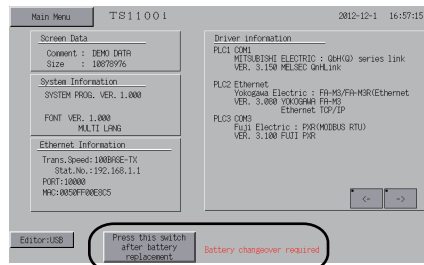 Main Menu
TS11001
2012-12-1 16:57:15
Screen Data
Comment : DEMO DATA
Size : 10878976
System Information
SYSTEM PROG. VER. 1.000
FONT VER. 1.000
MULTI LANG
Ethernet Information
Trans.Speed:100BASE-TX
Stat.No.:192.168.1.1
PORT:10000
MAC:0050FF00E8C5
Driver information
PLC1 COM1
MITSUBISHI ELECTRIC : QbH(Q) series link
VER. 3.150 MELSEC QnHLink
PLC2 Ethernet
Yokogawa Electric : FA-M3/FA-M3R(Ethernet
VER. 3.080 YOKOGAWA FA-M3
Ethernet TCP/IP
PLC3 COM3
Fuji Electric : PXR(MODBUS RTU)
VER. 3.100 FUJI PXR
<- ->
Editor:USB
Press this switch
after battery
replacement
Battery changeover required